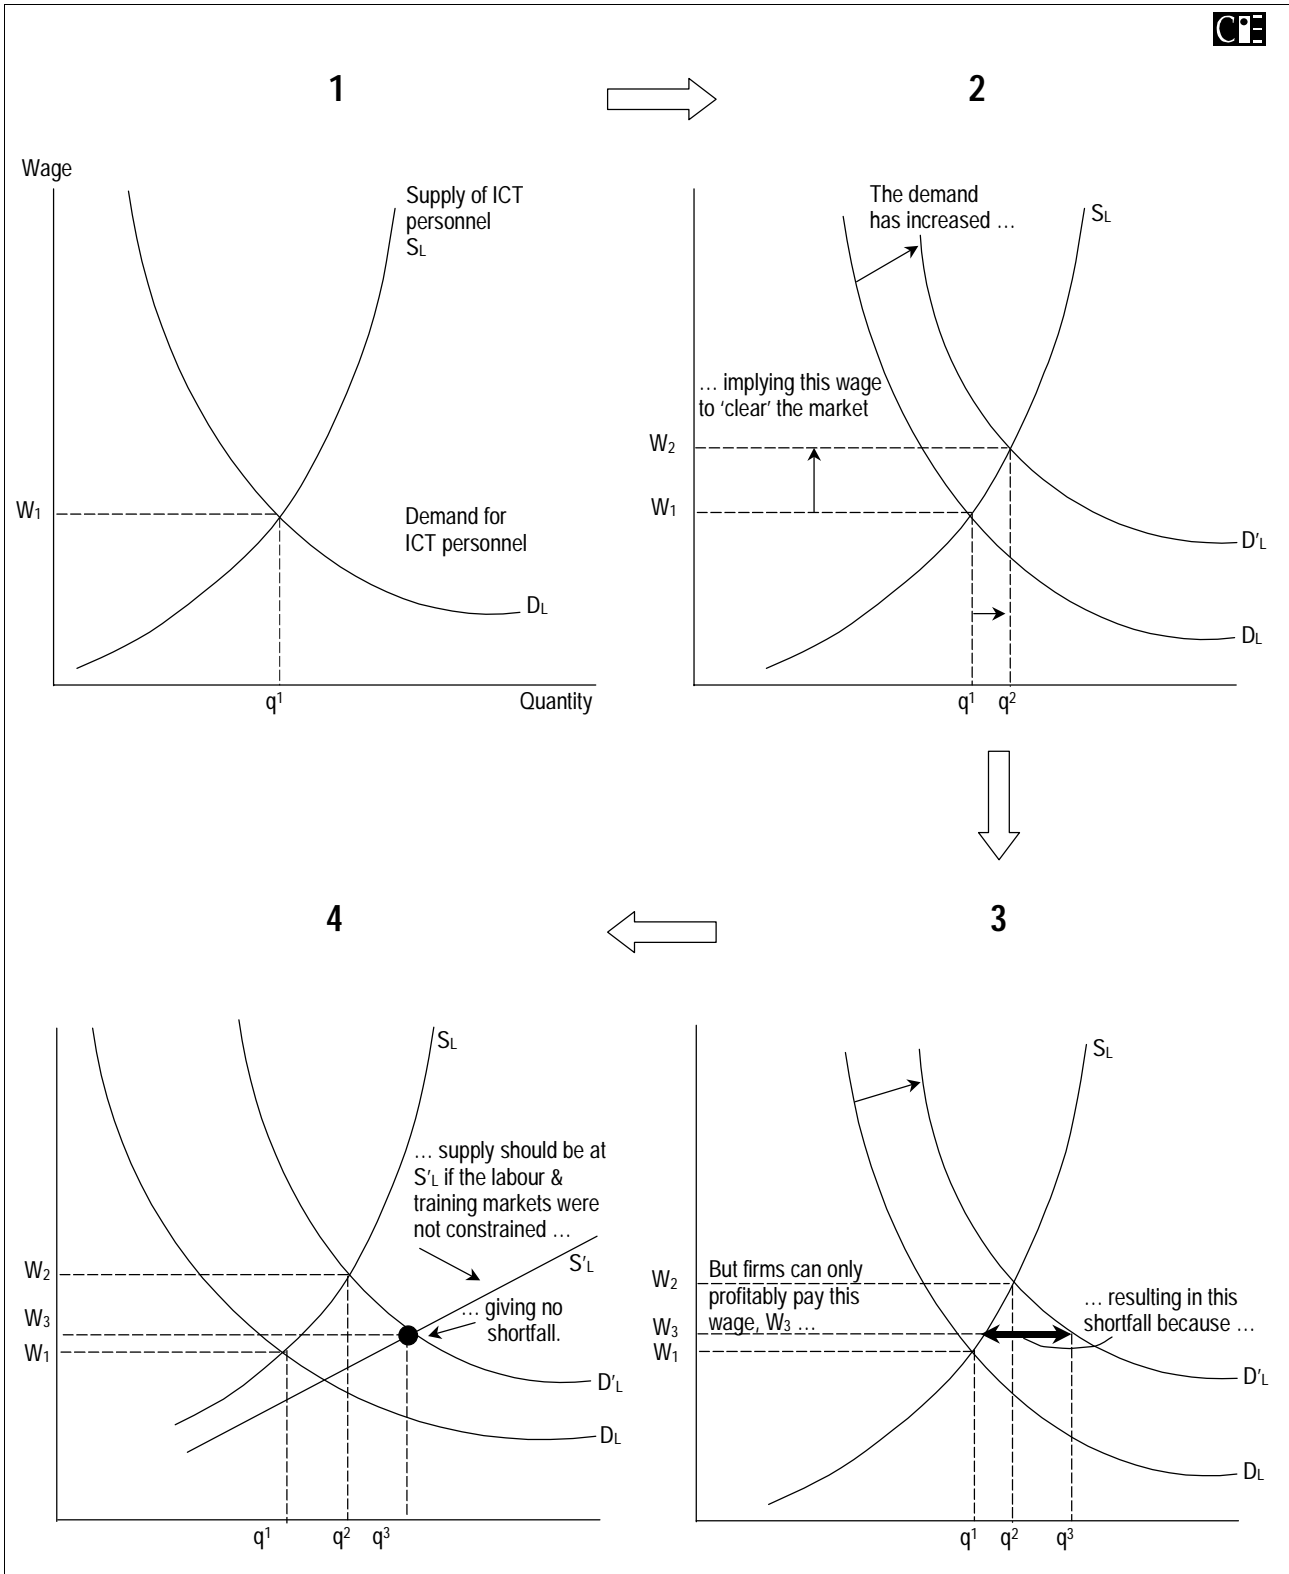 CiE
1
2
Wage
Supply of ICT
personnel
SL
W1
Demand for
ICT personnel
DL
q1
Quantity
The demand
has increased …
SL
… implying this wage
to ‘clear’ the market
W2
W1
D'L
DL
q1 q2
4
3
SL
… supply should be at
S'L if the labour &
training markets were
not constrained …
S'L
W2
… giving no
shortfall.
W3
W1
D'L
DL
q1 q2 q3
SL
W2
But firms can only
profitably pay this
wage, W3 …
… resulting in this
shortfall because …
W3
W1
D'L
DL
q1 q2 q3